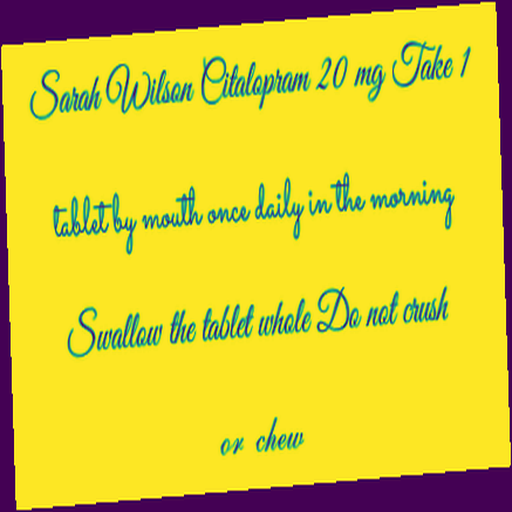 Sarah Wilson Citalopram 20 mg Take 1
tablet by mouth once daily in the morning
Swallow the tablet whole Do not crush
or chew